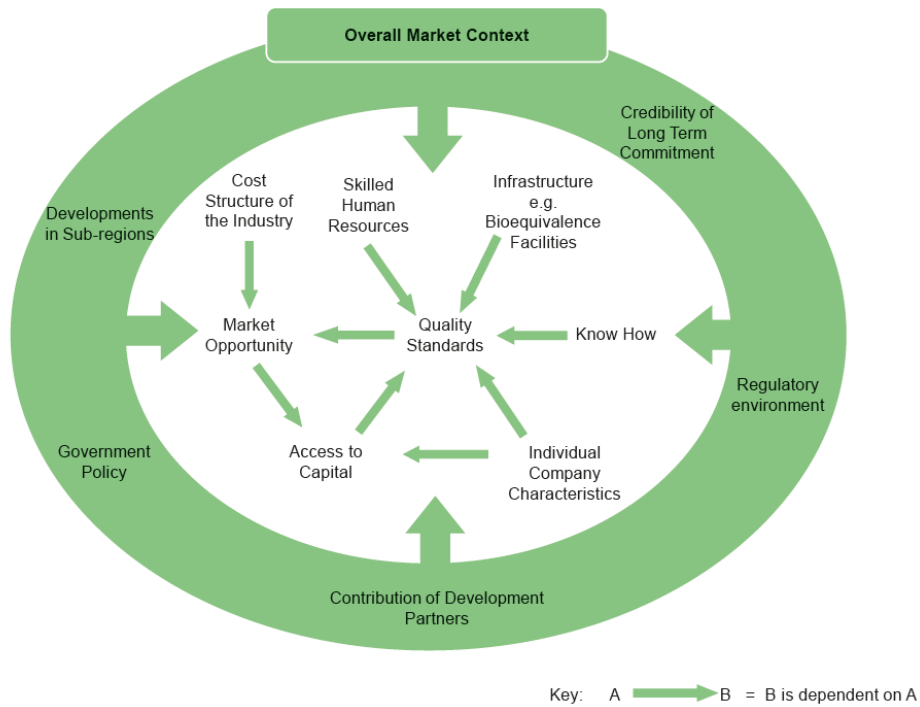 Overall Market Context
Credibility of
Long Term
Commitment
Cost
Structure of
the Industry
Skilled
Human
Resources
Infrastructure
e.g.
Bioequivalence
Facilities
Developments
in Sub-regions
Market
Opportunity
Quality
Standards
Know How
Regulatory
environment
Government
Policy
Access to
Capital
Individual
Company
Characteristics
Contribution of Development
Partners
Key: A B = B is dependent on A